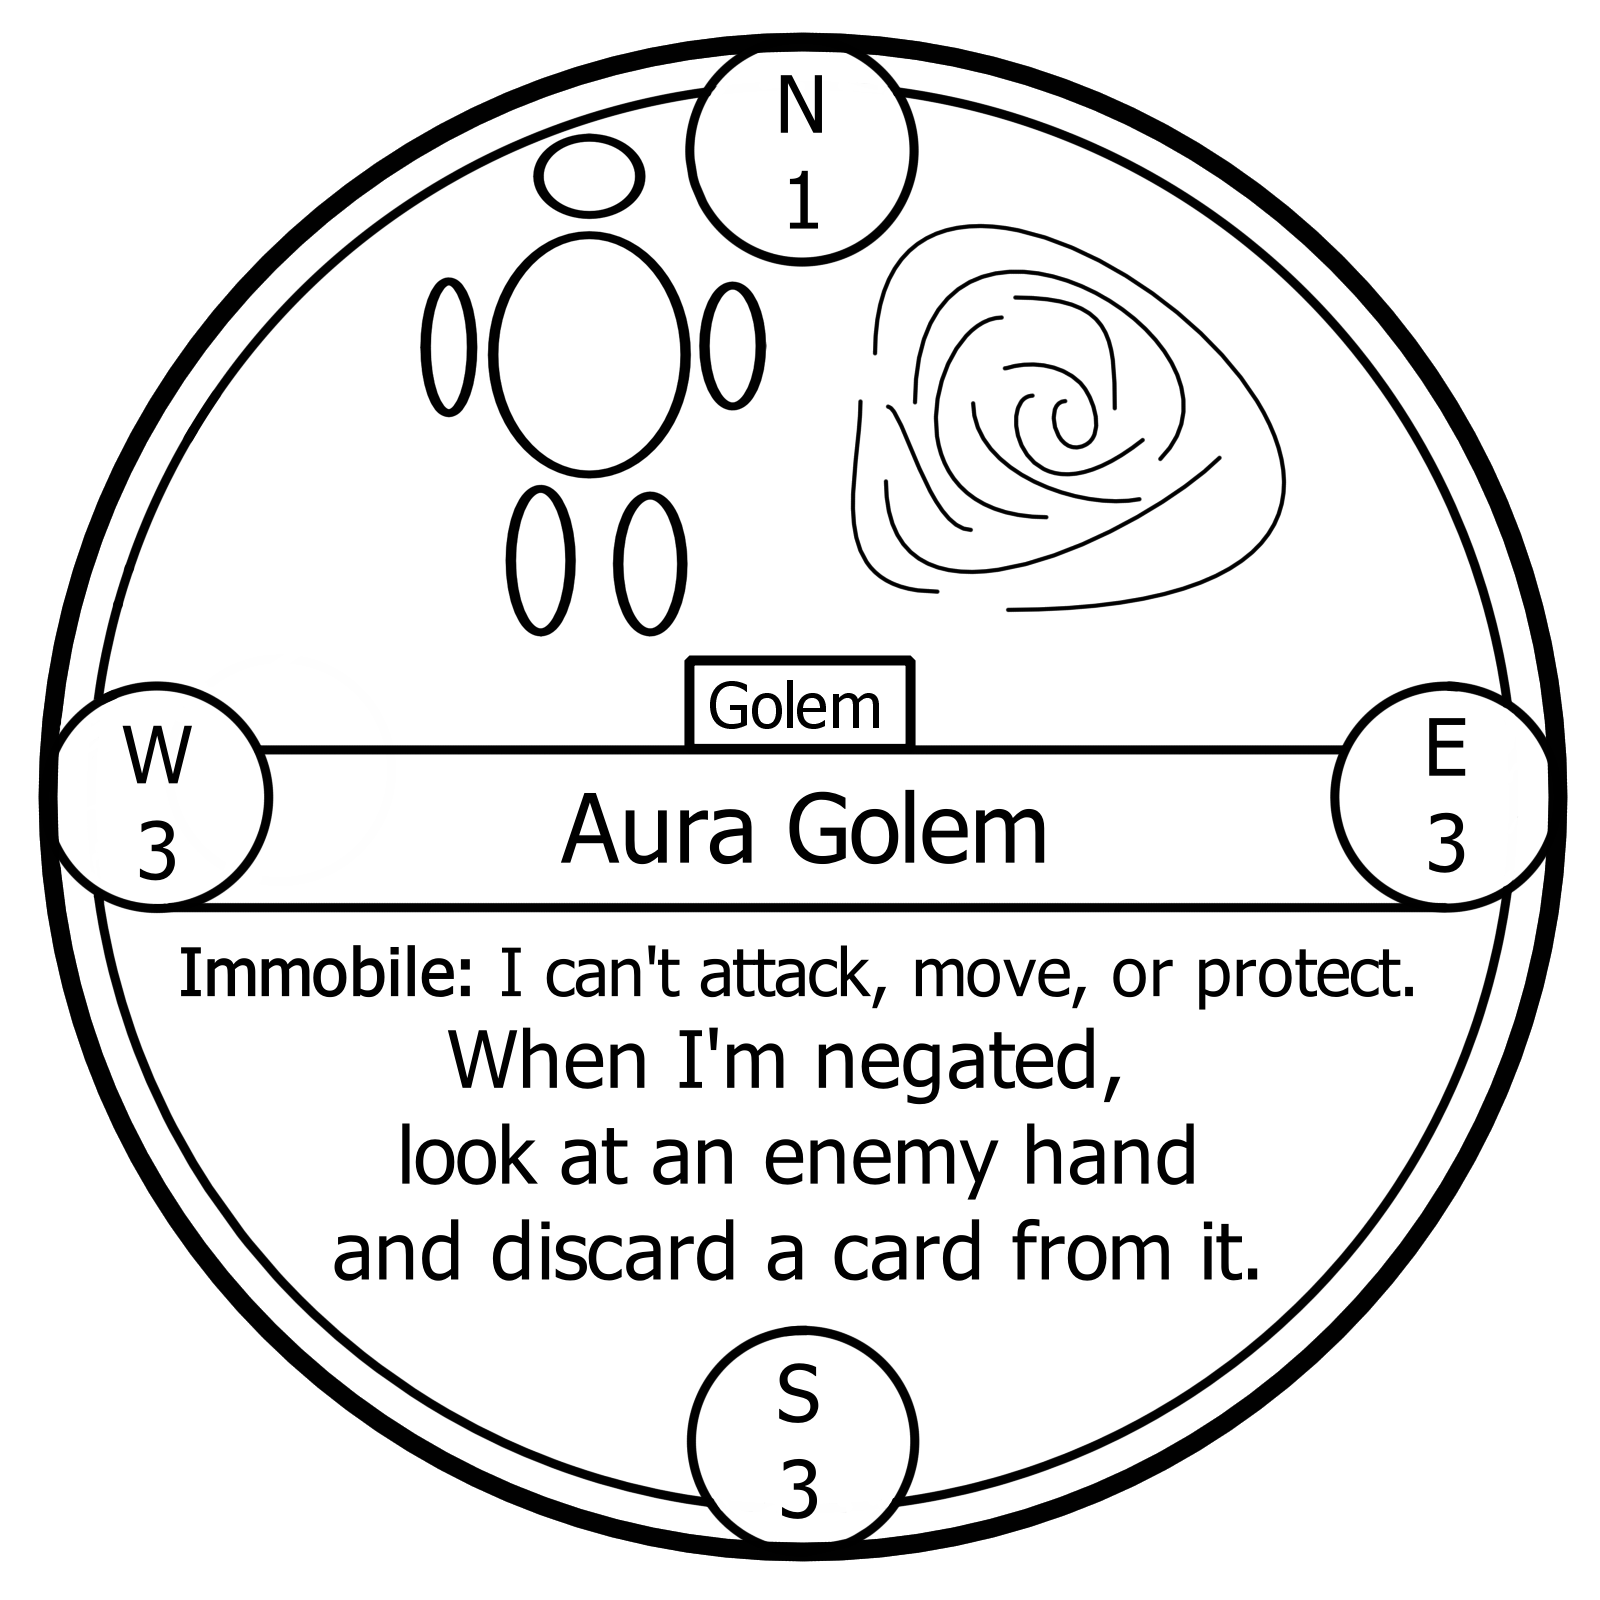 N
1
Golem
W
3
Aura Golem
E
3
Immobile: I can't attack, move, or protect.
When I'm negated,
look at an enemy hand
and discard a card from it.
S
3